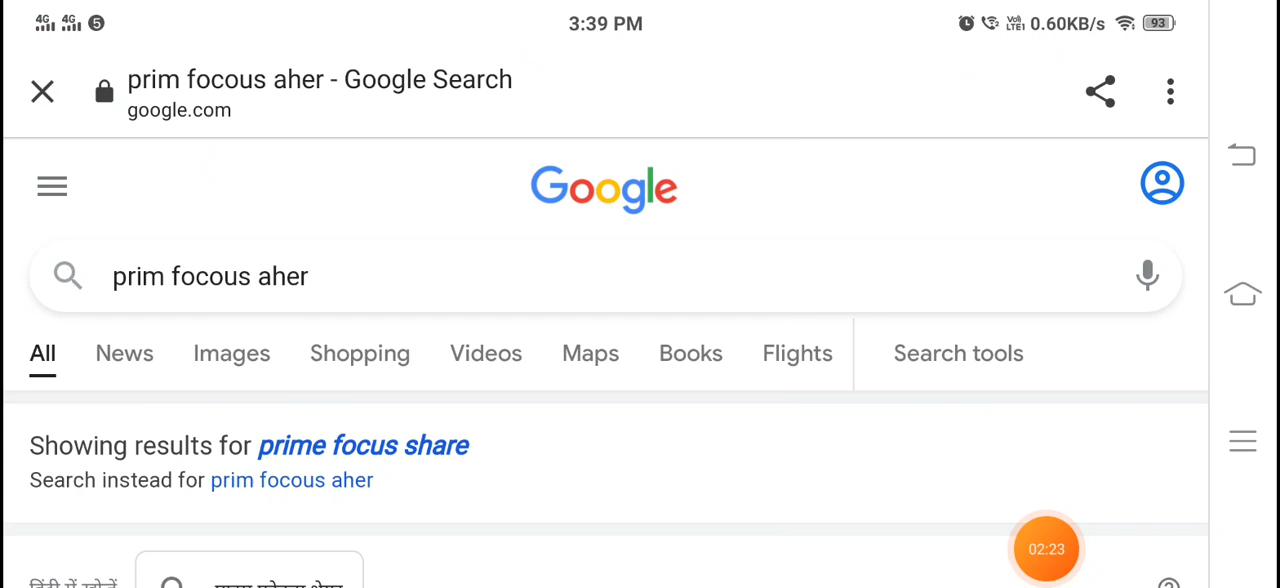 4G 4G 5 3:39 PM VoI) LTE1 0.60KB/s 93
prim focous aher - Google Search
google.com
Google
prim focous aher
All News Images Shopping Videos Maps Books Flights Search tools
Showing results for prime focus share
Search instead for prim focous aher
02:23